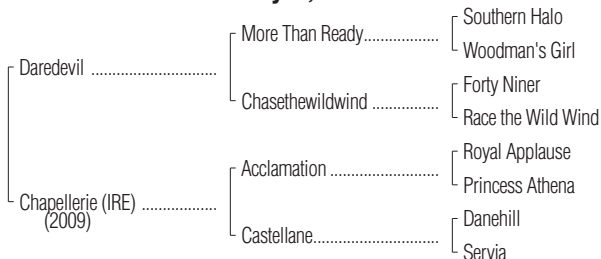 Southern Halo
More Than Ready..................
Woodman's Girl
Daredevil ..............................
Forty Niner
Chasethewildwind ................
Race the Wild Wind
Royal Applause
Acclamation ..........................
Princess Athena
Chapellerie (IRE) ..................
(2009)
Danehill
Castellane..............................
Servia